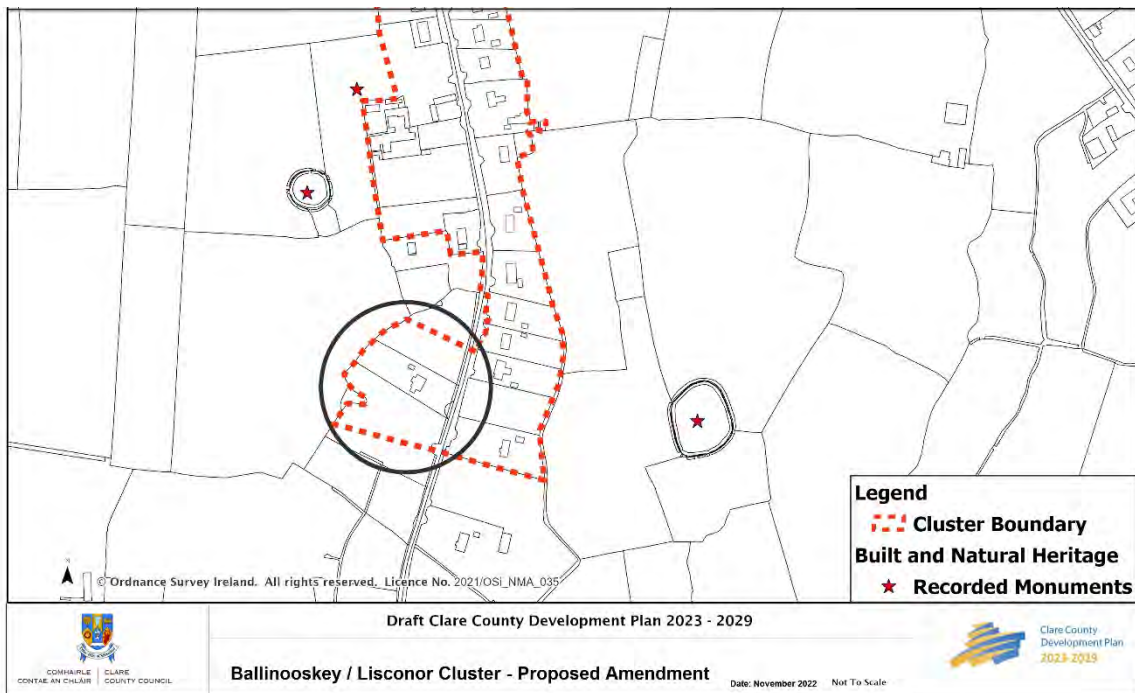 Legend
Cluster Boundary
Built and Natural Heritage
Recorded Monuments
N
© Ordnance Survey Ireland. All rights reserved. Licence No. 2021/OSi_NMA_035
COMHAIRLE CONTAE AN CHLÁIR
CLARE COUNTY COUNCIL
Draft Clare County Development Plan 2023 - 2029
Ballinooskey / Lisconor Cluster - Proposed Amendment
Date: November 2022 Not To Scale
Clare County
Development Plan
2023-2029